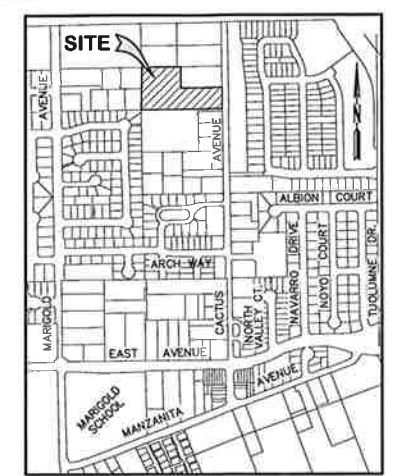 SITE
AVENUE
AVENUE
N
ALBION COURT
ARCH WAY
MARIGOLD
CACTUS
NORTH
VALLEY CT.
NAVARRO DRIVE
NOYO COURT
TUOLUMNE DR.
EAST AVENUE
MARIGOLD
SCHOOL
MANZANITA AVENUE